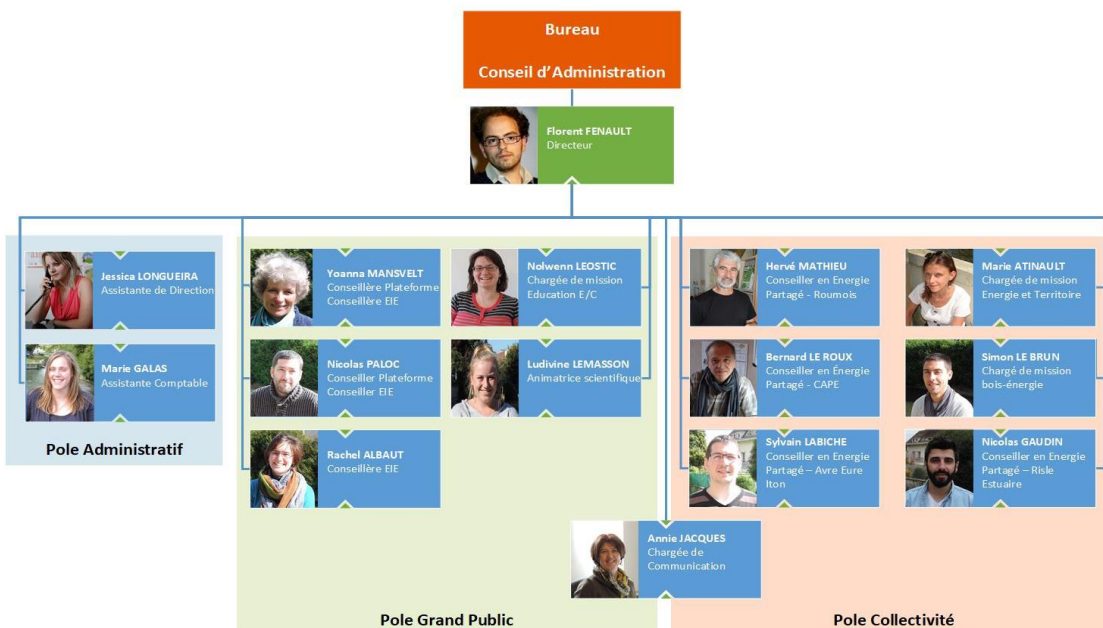 Bureau
Conseil d'Administration
Florent FENAULT
Directeur
Jessica LONGUEIRA
Assistante de Direction
Marie GALAS
Assistante Comptable
Pole Administratif
Yoanna MANSVELT
Conseillère Plateforme
Conseillère EIE
Nolwenn LEOSTIC
Chargée de mission
Education E/C
Nicolas PALOC
Conseiller Plateforme
Conseiller EIE
Ludivine LEMASSON
Animatrice scientifique
Rachel ALBAUT
Conseillère EIE
Pole Grand Public
Hervé MATHIEU
Conseiller en Energie
Partagé - Roumois
Marie ATINAULT
Chargée de mission
Energie et Territoire
Bernard LE ROUX
Conseiller en Énergie
Partagé - CAPE
Simon LE BRUN
Chargé de mission
bois-énergie
Sylvain LABICHE
Conseiller en Energie
Partagé – Avre Eure
Iton
Nicolas GAUDIN
Conseiller en Energie
Partagé – Risle
Estuaire
Annie JACQUES
Chargée de
Communication
Pole Collectivité